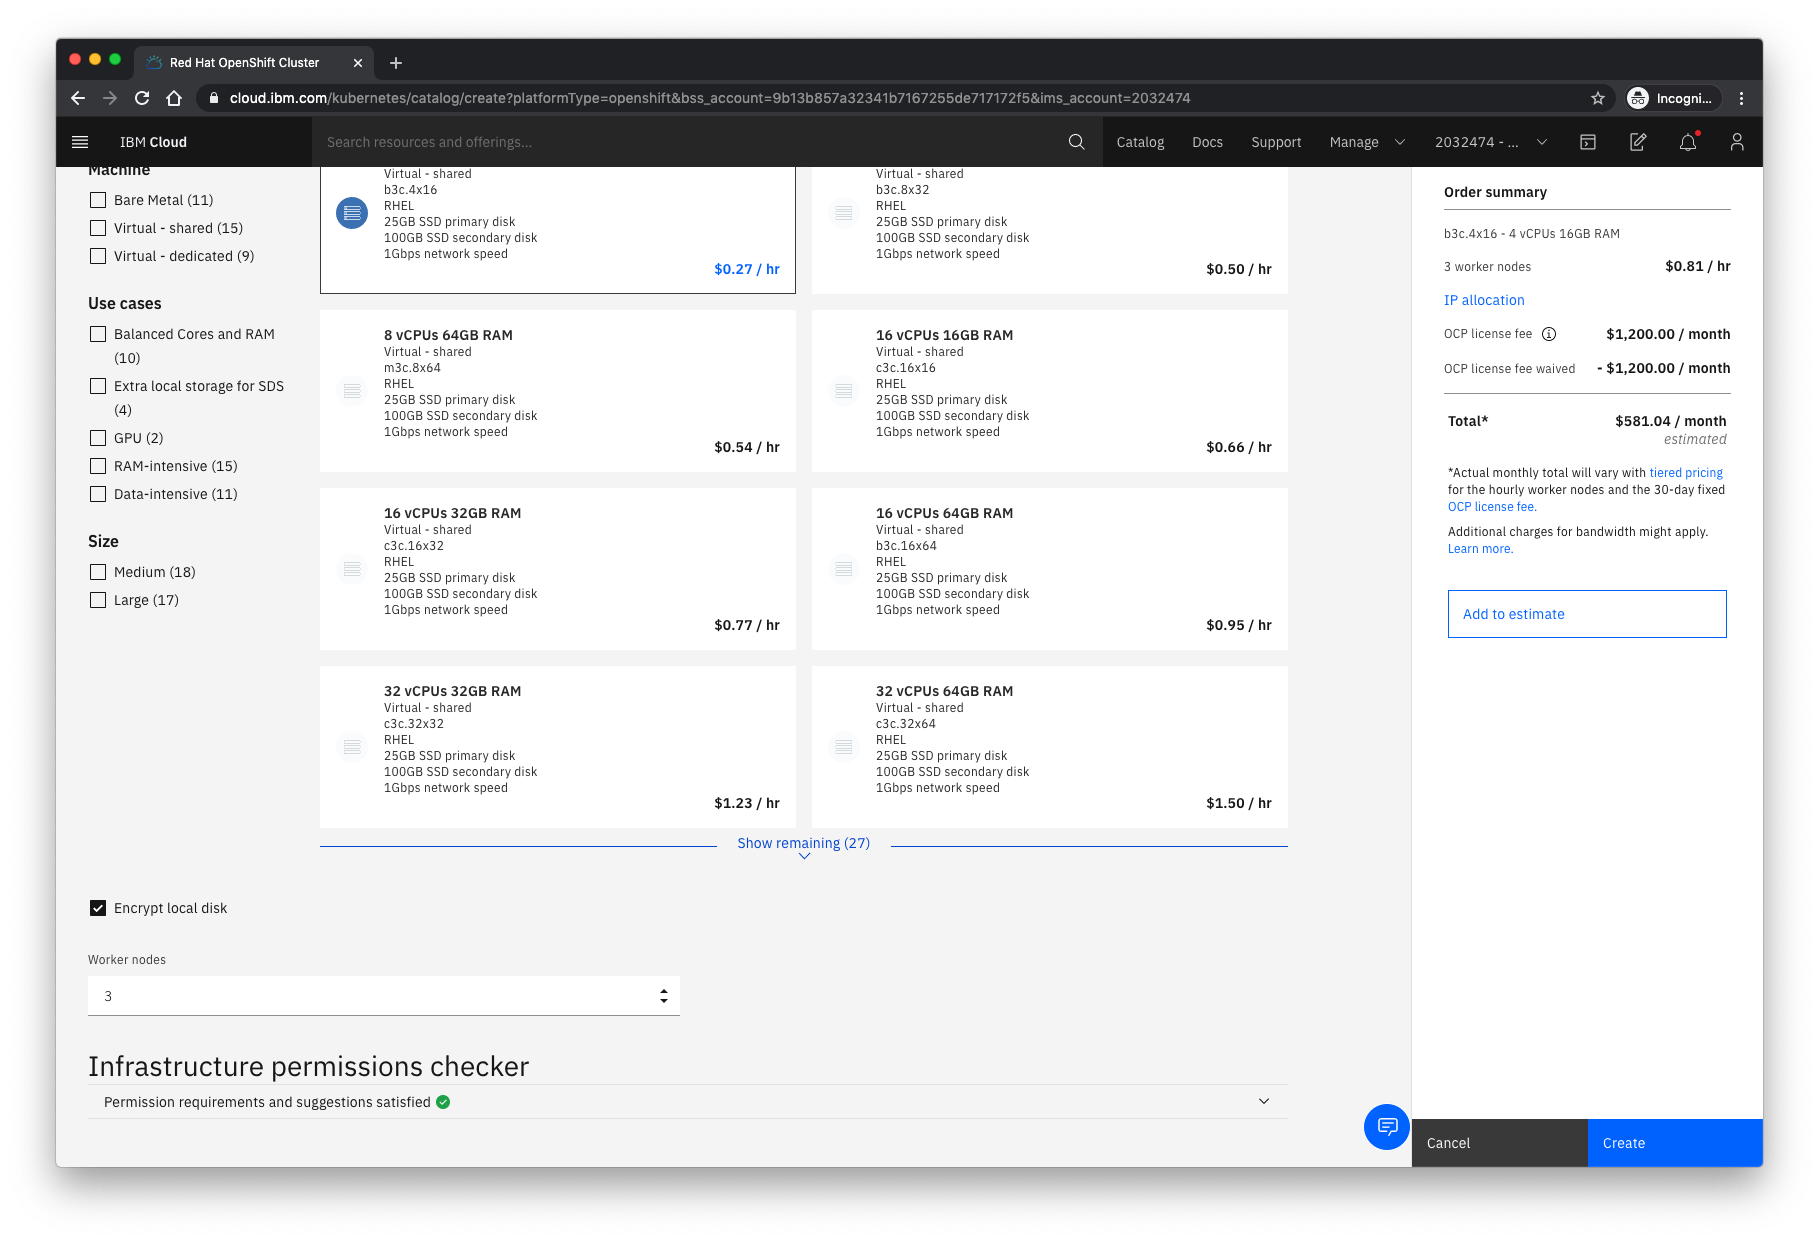 Red Hat OpenShift Cluster
cloud.ibm.com/kubernetes/catalog/create?platformType=openshift&bss_account=9b13b857a32341b7167255de717172f5&ims_account=2032474
Incogni...
IBM Cloud
Search resources and offerings...
Catalog
Docs
Support
Manage
2032474 - ...
Machine
Bare Metal (11)
Virtual - shared (15)
Virtual - dedicated (9)
Use cases
Balanced Cores and RAM
(10)
Extra local storage for SDS
(4)
GPU (2)
RAM-intensive (15)
Data-intensive (11)
Size
Medium (18)
Large (17)
Virtual - shared
b3c.4x16
RHEL
25GB SSD primary disk
100GB SSD secondary disk
1Gbps network speed
$0.27 / hr
Virtual - shared
b3c.8x32
RHEL
25GB SSD primary disk
100GB SSD secondary disk
1Gbps network speed
$0.50 / hr
8 vCPUs 64GB RAM
Virtual - shared
m3c.8x64
RHEL
25GB SSD primary disk
100GB SSD secondary disk
1Gbps network speed
$0.54 / hr
16 vCPUs 16GB RAM
Virtual - shared
c3c.16x16
RHEL
25GB SSD primary disk
100GB SSD secondary disk
1Gbps network speed
$0.66 / hr
16 vCPUs 32GB RAM
Virtual - shared
c3c.16x32
RHEL
25GB SSD primary disk
100GB SSD secondary disk
1Gbps network speed
$0.77 / hr
16 vCPUs 64GB RAM
Virtual - shared
b3c.16x64
RHEL
25GB SSD primary disk
100GB SSD secondary disk
1Gbps network speed
$0.95 / hr
32 vCPUs 32GB RAM
Virtual - shared
c3c.32x32
RHEL
25GB SSD primary disk
100GB SSD secondary disk
1Gbps network speed
$1.23 / hr
32 vCPUs 64GB RAM
Virtual - shared
c3c.32x64
RHEL
25GB SSD primary disk
100GB SSD secondary disk
1Gbps network speed
$1.50 / hr
Show remaining (27)
Encrypt local disk
Worker nodes
3
Infrastructure permissions checker
Permission requirements and suggestions satisfied
Order summary
b3c.4x16 - 4 vCPUs 16GB RAM
3 worker nodes $0.81 / hr
IP allocation
OCP license fee $1,200.00 / month
OCP license fee waived - $1,200.00 / month
Total* $581.04 / month
estimated
*Actual monthly total will vary with tiered pricing
for the hourly worker nodes and the 30-day fixed
OCP license fee.
Additional charges for bandwidth might apply.
Learn more.
Add to estimate
Cancel
Create